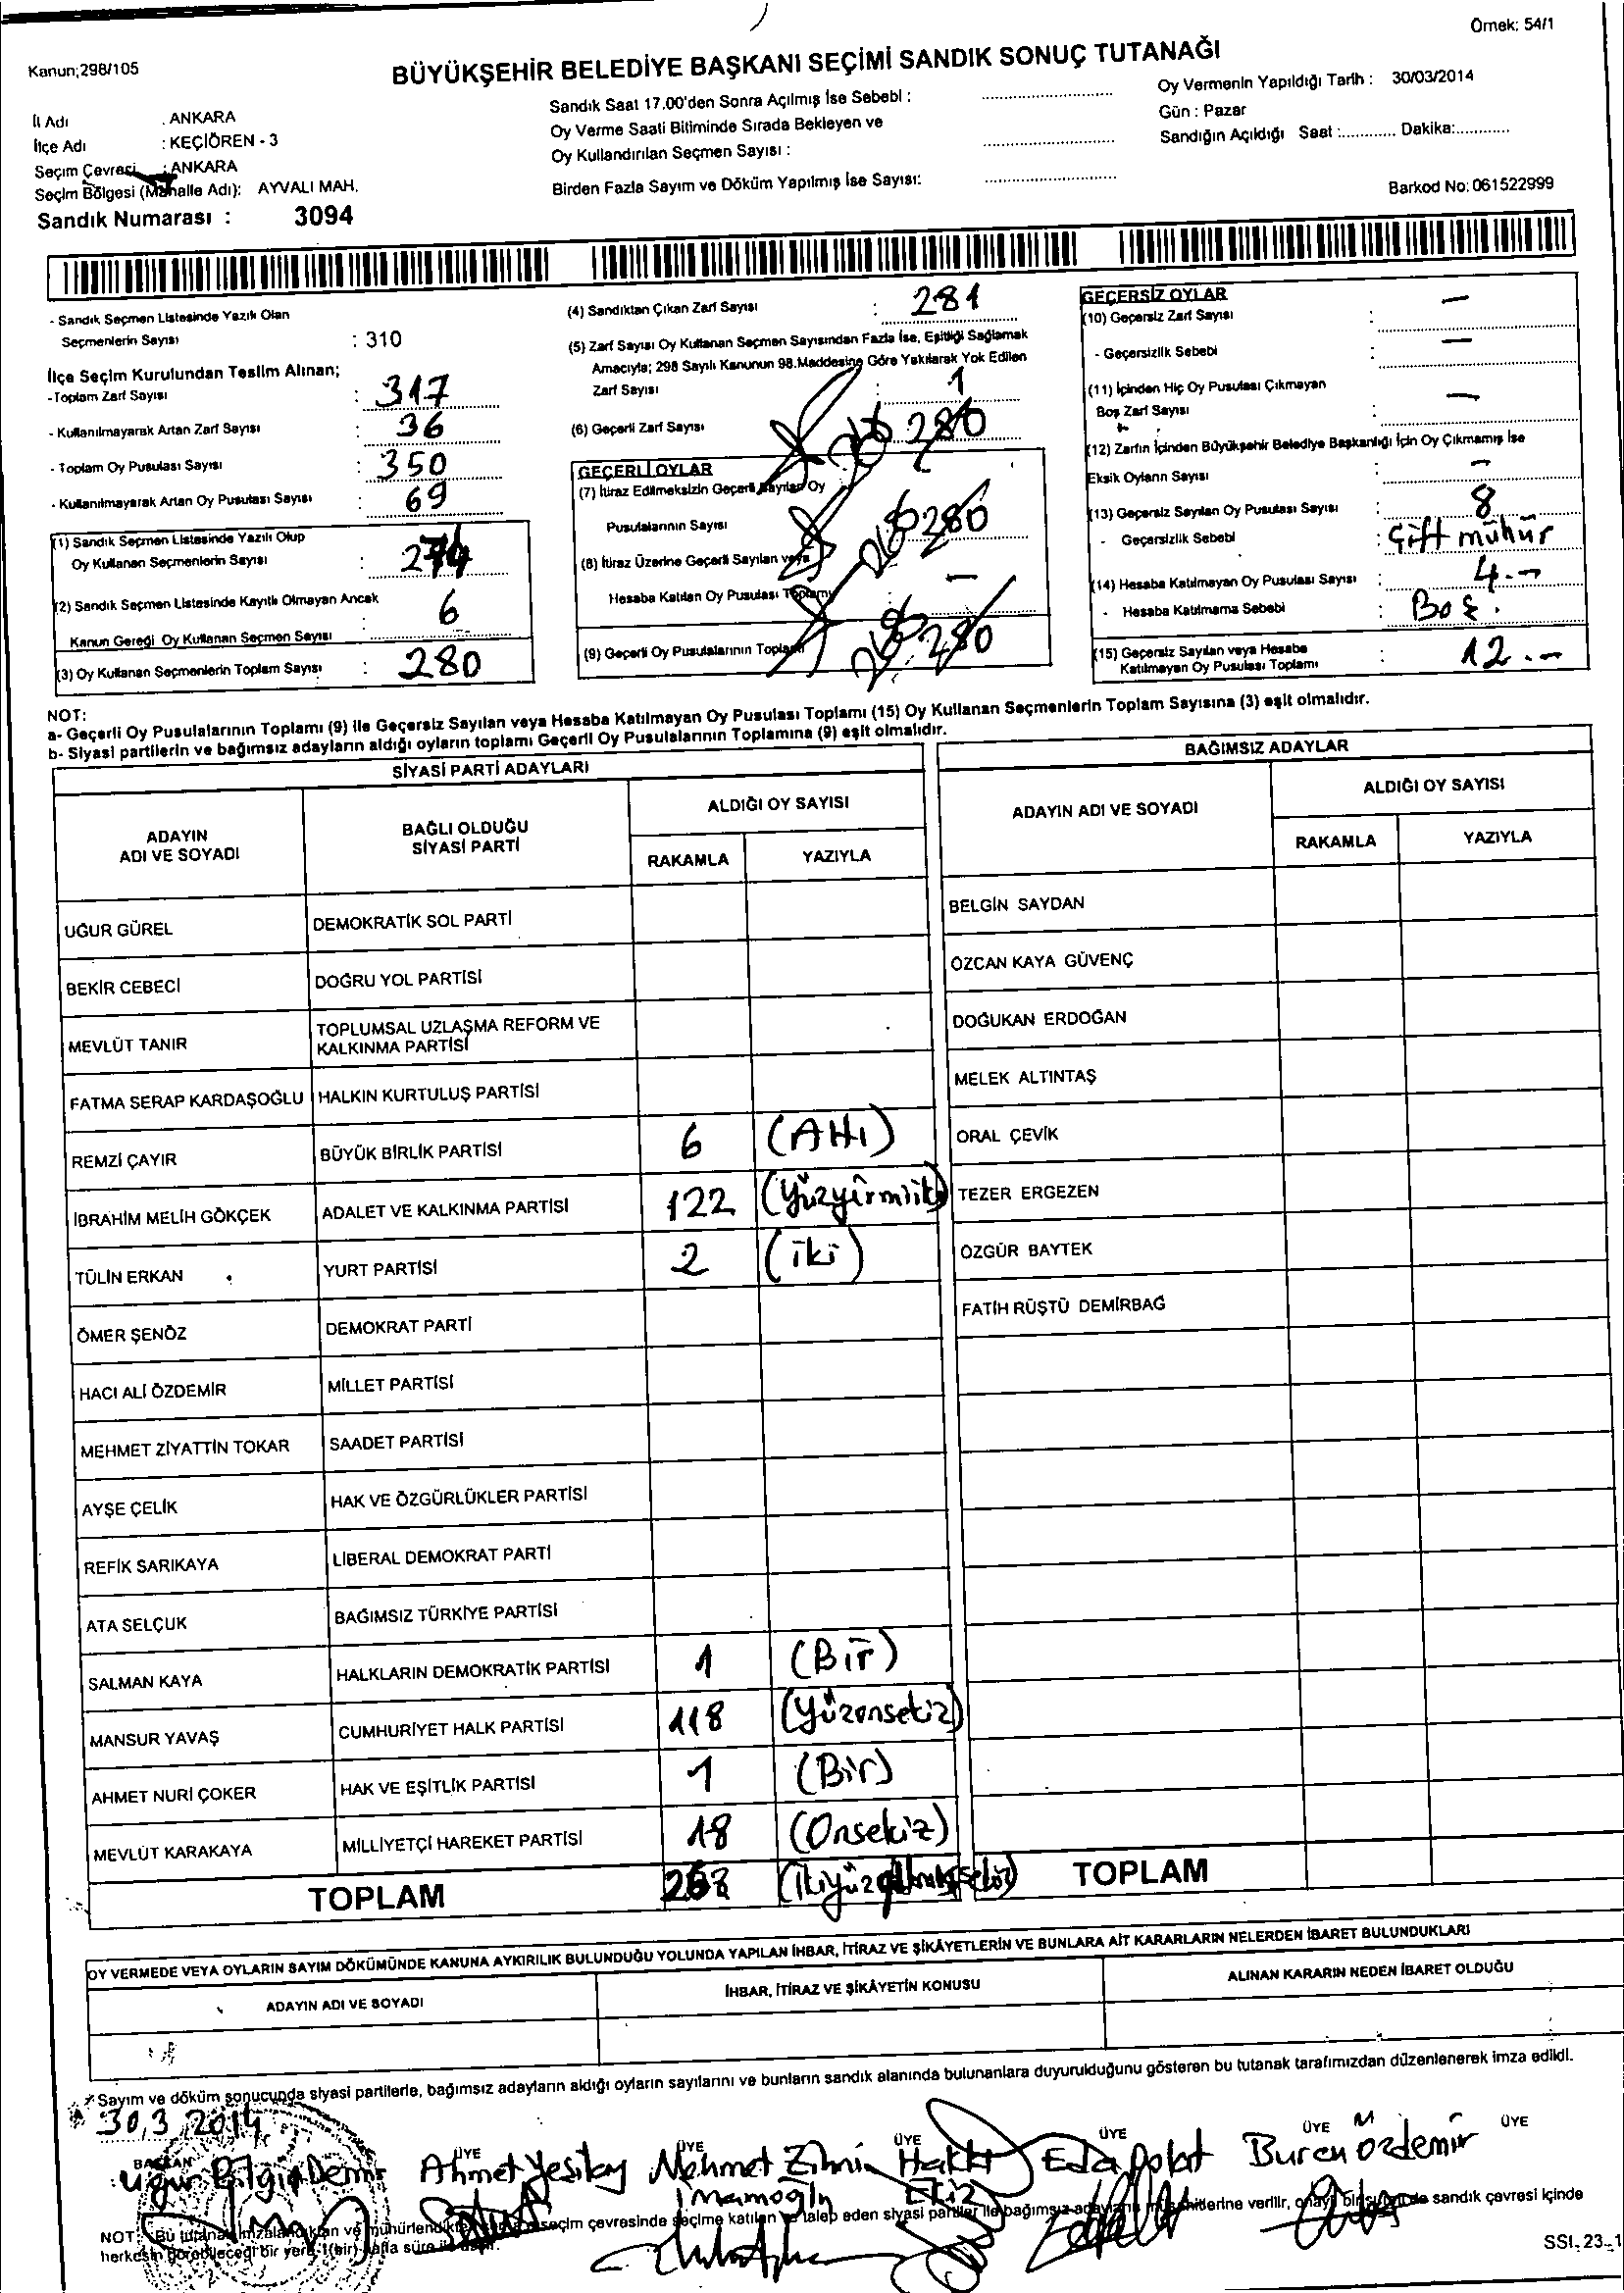 Örnek: 54/1
Kanun;298/105
BÜYÜKŞEHİR BELEDİYE BAŞKANI SEÇİMİ SANDIK SONUÇ TUTANAĞI
İl Adı : ANKARA
İlçe Adı : KEÇİÖREN - 3
Seçim Çevresi : ANKARA
Seçim Bölgesi (Mahalle Adı): AYVALI MAH.
Sandık Numarası : 3094
Sandık Saat 17.00'den Sonra Açılmış İse Sebebi :
Oy Verme Saati Bitiminde Sırada Bekleyen ve
Oy Kullandırılan Seçmen Sayısı :
Birden Fazla Sayım ve Döküm Yapılmış İse Sayısı:
Oy Vermenin Yapıldığı Tarih : 30/03/2014
Gün : Pazar
Sandığın Açıldığı Saat :............ Dakika:............
Barkod No: 061522999
- Sandık Seçmen Listesinde Yazılı Olan
Seçmenlerin Sayısı : 310
İlçe Seçim Kurulundan Teslim Alınan;
-Toplam Zarf Sayısı : 317
- Kullanılmayarak Artan Zarf Sayısı : 36
- Toplam Oy Pusulası Sayısı : 350
- Kullanılmayarak Artan Oy Pusulası Sayısı : 69
(1) Sandık Seçmen Listesinde Yazılı Olup
Oy Kullanan Seçmenlerin Sayısı : 274
(2) Sandık Seçmen Listesinde Kayıtlı Olmayan Ancak
Kanun Gereği Oy Kullanan Seçmen Sayısı : 6
(3) Oy Kullanan Seçmenlerin Toplam Sayısı : 280
(4) Sandıktan Çıkan Zarf Sayısı : 281
(5) Zarf Sayısı Oy Kullanan Seçmen Sayısından Fazla İse, Eşitliği Sağlamak
Amacıyla; 298 Sayılı Kanunun 98.Maddesine Göre Yakılarak Yok Edilen
Zarf Sayısı : 1
(6) Geçerli Zarf Sayısı 280
GEÇERLİ OYLAR
(7) İtiraz Edilmeksizin Geçerli Sayılan Oy
Pusulalarının Sayısı 280
(8) İtiraz Üzerine Geçerli Sayılan veya
Hesaba Katılan Oy Pusulası Toplamı -
(9) Geçerli Oy Pusulalarının Toplamı 280
GEÇERSİZ OYLAR
(10) Geçersiz Zarf Sayısı : -
- Geçersizlik Sebebi : -
(11) İçinden Hiç Oy Pusulası Çıkmayan
Boş Zarf Sayısı : -
(12) Zarfın İçinden Büyükşehir Belediye Başkanlığı İçin Oy Çıkmamış İse
Eksik Oyların Sayısı : -
(13) Geçersiz Sayılan Oy Pusulası Sayısı : 8
- Geçersizlik Sebebi : Çift mühür
(14) Hesaba Katılmayan Oy Pusulası Sayısı : 4.-
- Hesaba Katılmama Sebebi : Boş.
(15) Geçersiz Sayılan veya Hesaba
Katılmayan Oy Pusulası Toplamı : 12.-
NOT:
a- Geçerli Oy Pusulalarının Toplamı (9) ile Geçersiz Sayılan veya Hesaba Katılmayan Oy Pusulası Toplamı (15) Oy Kullanan Seçmenlerin Toplam Sayısına (3) eşit olmalıdır.
b- Siyasi partilerin ve bağımsız adayların aldığı oyların toplamı Geçerli Oy Pusulalarının Toplamına (9) eşit olmalıdır.
SİYASİ PARTİ ADAYLARI
ADAYIN ADI VE SOYADI
BAĞLI OLDUĞU SİYASİ PARTİ
ALDIĞI OY SAYISI
RAKAMLA YAZIYLA
UĞUR GÜREL DEMOKRATİK SOL PARTİ
BEKİR CEBECİ DOĞRU YOL PARTİSİ
MEVLÜT TANIR TOPLUMSAL UZLAŞMA REFORM VE KALKINMA PARTİSİ
FATMA SERAP KARDAŞOĞLU HALKIN KURTULUŞ PARTİSİ
REMZİ ÇAYIR BÜYÜK BİRLİK PARTİSİ 6 (Altı)
İBRAHİM MELİH GÖKÇEK ADALET VE KALKINMA PARTİSİ 122 (Yüzyirmiiki)
TÜLİN ERKAN YURT PARTİSİ 2 (iki)
ÖMER ŞENÖZ DEMOKRAT PARTİ
HACI ALİ ÖZDEMİR MİLLET PARTİSİ
MEHMET ZİYATTİN TOKAR SAADET PARTİSİ
AYŞE ÇELİK HAK VE ÖZGÜRLÜKLER PARTİSİ
REFİK SARIKAYA LİBERAL DEMOKRAT PARTİ
ATA SELÇUK BAĞIMSIZ TÜRKİYE PARTİSİ
SALMAN KAYA HALKLARIN DEMOKRATİK PARTİSİ 1 (Bir)
MANSUR YAVAŞ CUMHURİYET HALK PARTİSİ 118 (Yüzonsekiz)
AHMET NURİ ÇOKER HAK VE EŞİTLİK PARTİSİ 1 (Bir)
MEVLÜT KARAKAYA MİLLİYETÇİ HAREKET PARTİSİ 18 (Onsekiz)
TOPLAM 268 (ikiyüzaltmışsekiz)
BAĞIMSIZ ADAYLAR
ADAYIN ADI VE SOYADI
ALDIĞI OY SAYISI
RAKAMLA YAZIYLA
BELGİN SAYDAN
ÖZCAN KAYA GÜVENÇ
DOĞUKAN ERDOĞAN
MELEK ALTINTAŞ
ORAL ÇEVİK
TEZER ERGEZEN
ÖZGÜR BAYTEK
FATİH RÜŞTÜ DEMİRBAĞ
TOPLAM
OY VERMEDE VEYA OYLARIN SAYIM DÖKÜMÜNDE KANUNA AYKIRILIK BULUNDUĞU YOLUNDA YAPILAN İHBAR, İTİRAZ VE ŞİKÂYETLERİN VE BUNLARA AİT KARARLARIN NELERDEN İBARET BULUNDUKLARI
ADAYIN ADI VE SOYADI
İHBAR, İTİRAZ VE ŞİKÂYETİN KONUSU
ALINAN KARARIN NEDEN İBARET OLDUĞU
Sayım ve döküm sonucunda siyasi partilerle, bağımsız adayların aldığı oyların sayılarını ve bunların sandık alanında bulunanlara duyurulduğunu gösteren bu tutanak tarafımızdan düzenlenerek imza edildi.
30,3,2014
BAŞKAN ÜYE ÜYE ÜYE ÜYE ÜYE ÜYE
Uğur Bilgin Demir Ahmet Yesilay Mehmet Zihni İmamoğlu Hakkı Eda Polat Buren Özdemir
NOT: Bu tutanak imzalandıktan ve mühürlendikten seçim çevresinde seçime katılan ve talep eden siyasi partiler ile bağımsız adayların müşahitlerine verilir, sandık çevresi içinde
herkesin görebileceği bir yere 1(bir) hafta süre ile asılır.
SSI. 23_1